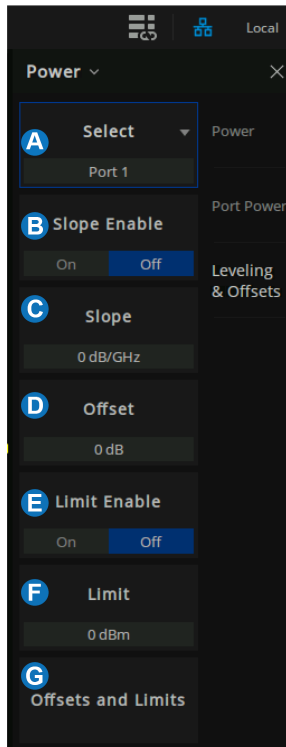 Local
Power
A Select
Port 1
Power
B Slope Enable
On Off
Port Power
C Slope
0 dB/GHz
Leveling
& Offsets
D Offset
0 dB
E Limit Enable
On Off
F Limit
0 dBm
G
Offsets and Limits